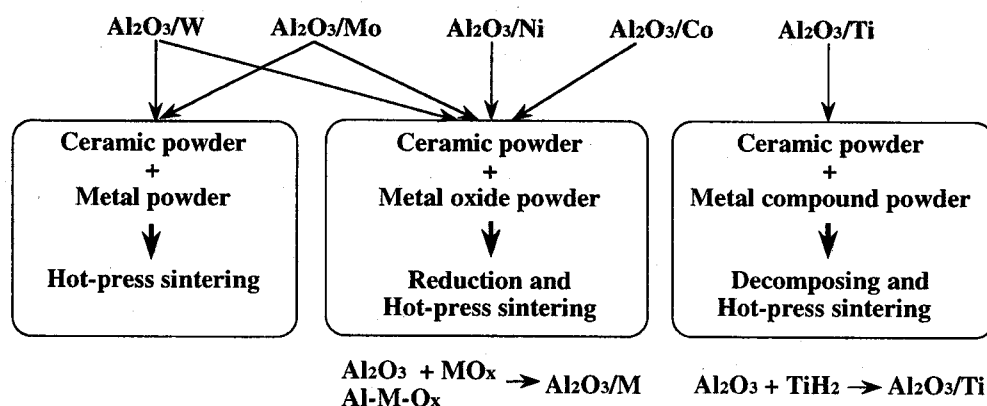 Al2O3/W Al2O3/Mo Al2O3/Ni Al2O3/Co Al2O3/Ti
Ceramic powder
+
Metal powder
Hot-press sintering
Ceramic powder
+
Metal oxide powder
Reduction and
Hot-press sintering
Ceramic powder
+
Metal compound powder
Decomposing and
Hot-press sintering
Al2O3 + MOx
Al-M-Ox
Al2O3/M
Al2O3 + TiH2 → Al2O3/Ti